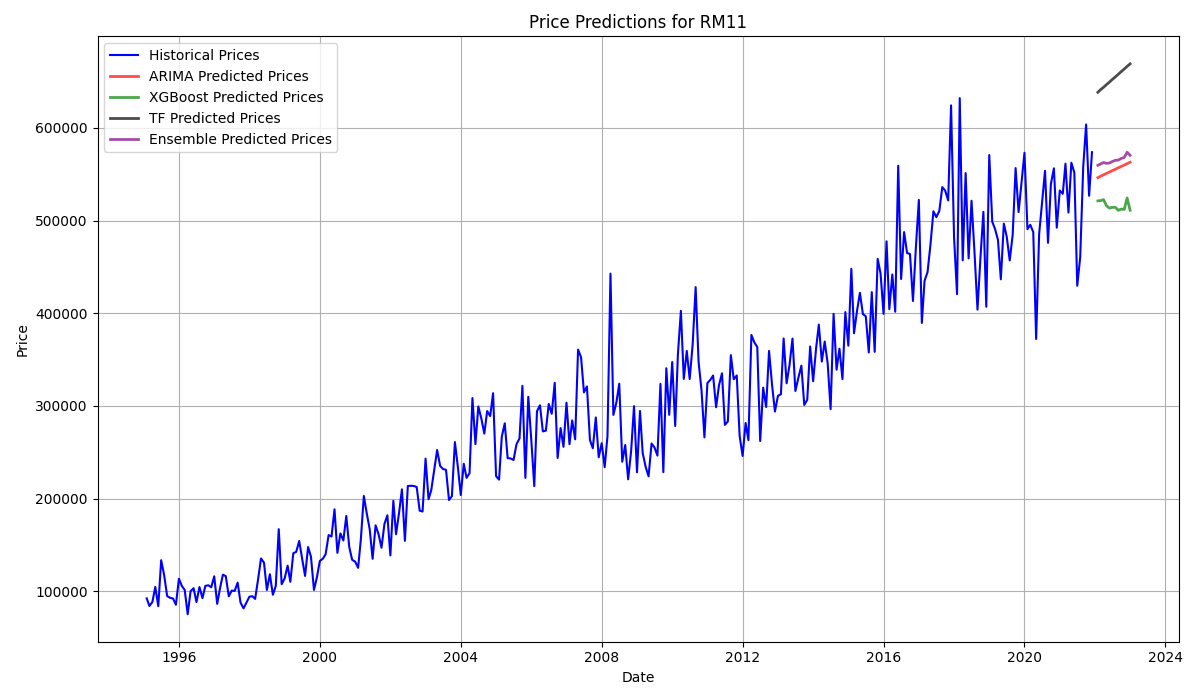 Price Predictions for RM11
Historical Prices
ARIMA Predicted Prices
XGBoost Predicted Prices
TF Predicted Prices
Ensemble Predicted Prices
Price
600000
500000
400000
300000
200000
100000
1996 2000 2004 2008 2012 2016 2020 2024
Date